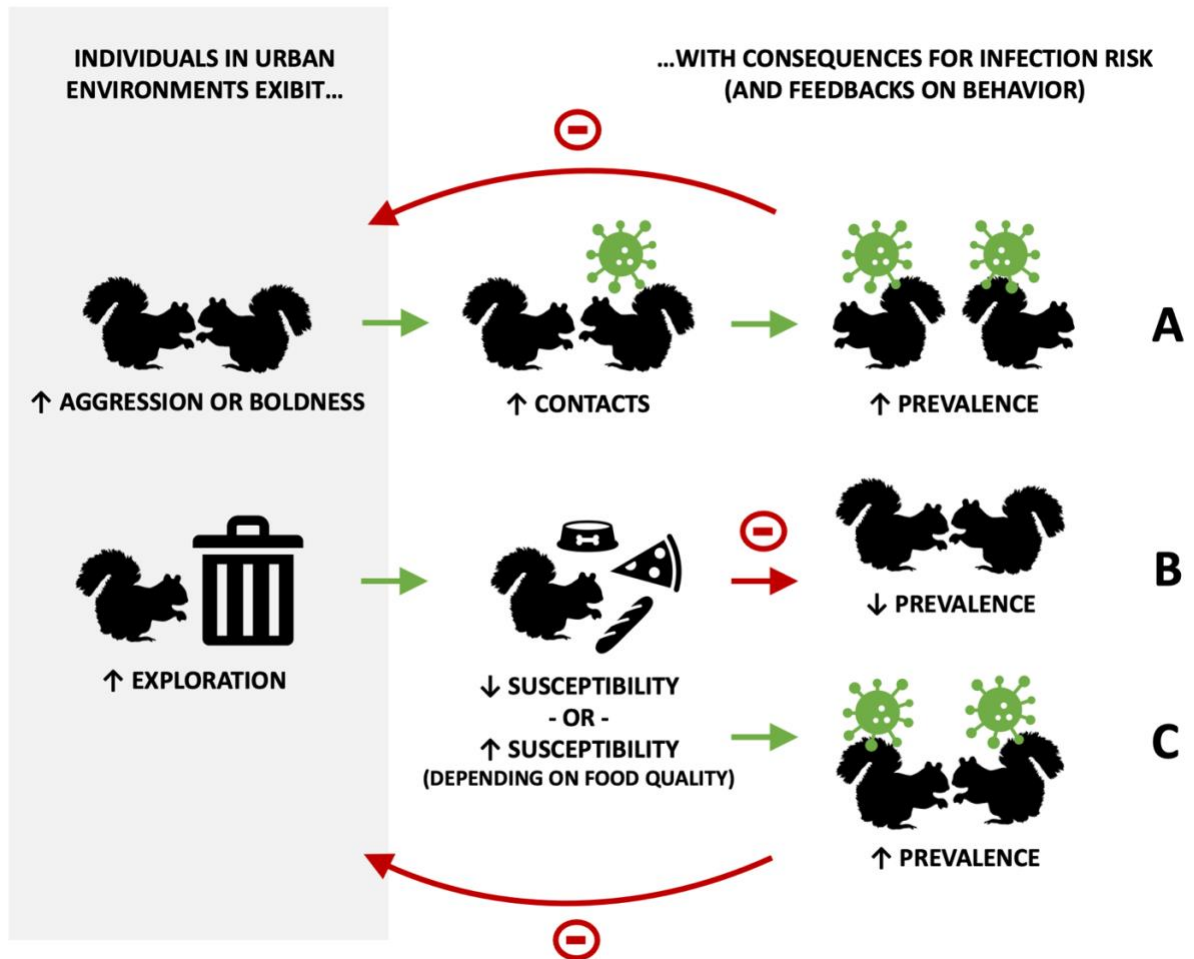 INDIVIDUALS IN URBAN
ENVIRONMENTS EXIBIT...
...WITH CONSEQUENCES FOR INFECTION RISK
(AND FEEDBACKS ON BEHAVIOR)
↑ AGGRESSION OR BOLDNESS
↑ CONTACTS
↑ PREVALENCE
A
↑ EXPLORATION
↓ SUSCEPTIBILITY
- OR -
↑ SUSCEPTIBILITY
(DEPENDING ON FOOD QUALITY)
↓ PREVALENCE
B
↑ PREVALENCE
C